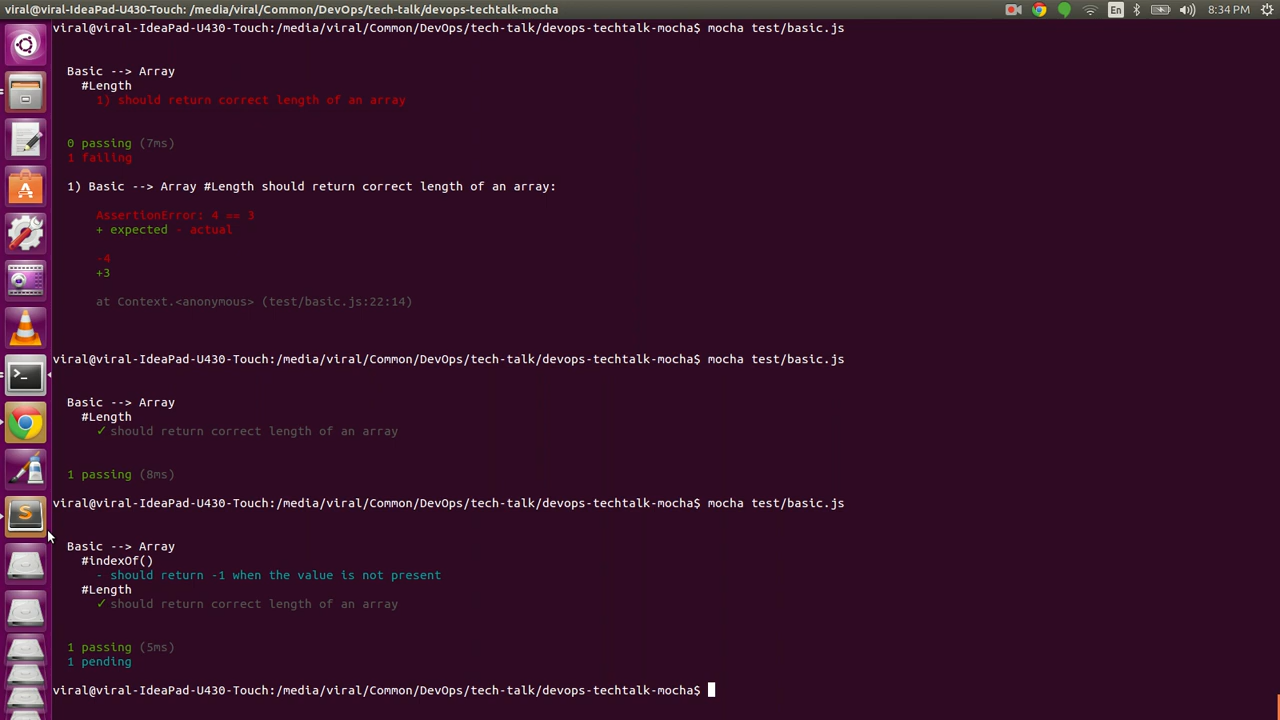 viral@viral-IdeaPad-U430-Touch: /media/viral/Common/DevOps/tech-talk/devops-techtalk-mocha
En
8:34 PM
viral@viral-IdeaPad-U430-Touch:/media/viral/Common/DevOps/tech-talk/devops-techtalk-mocha$ mocha test/basic.js
Basic --> Array
#Length
1) should return correct length of an array
0 passing (7ms)
1 failing
1) Basic --> Array #Length should return correct length of an array:
AssertionError: 4 == 3
+ expected - actual
-4
+3
at Context.<anonymous> (test/basic.js:22:14)
viral@viral-IdeaPad-U430-Touch:/media/viral/Common/DevOps/tech-talk/devops-techtalk-mocha$ mocha test/basic.js
Basic --> Array
#Length
✓ should return correct length of an array
1 passing (8ms)
viral@viral-IdeaPad-U430-Touch:/media/viral/Common/DevOps/tech-talk/devops-techtalk-mocha$ mocha test/basic.js
Basic --> Array
#indexOf()
- should return -1 when the value is not present
#Length
✓ should return correct length of an array
1 passing (5ms)
1 pending
viral@viral-IdeaPad-U430-Touch:/media/viral/Common/DevOps/tech-talk/devops-techtalk-mocha$